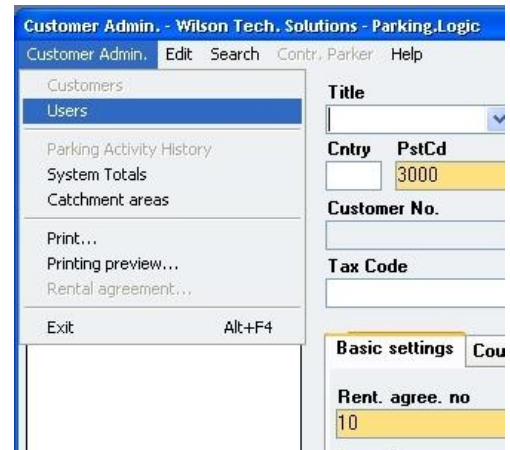 Customer Admin. - Wilson Tech. Solutions - Parking.Logic
Customer Admin. Edit Search Contr. Parker Help
Customers
Users
Parking Activity History
System Totals
Catchment areas
Print...
Printing preview...
Rental agreement...
Exit Alt+F4
Title
Cntry PstCd
3000
Customer No.
Tax Code
Basic settings Cou
Rent. agree. no
10